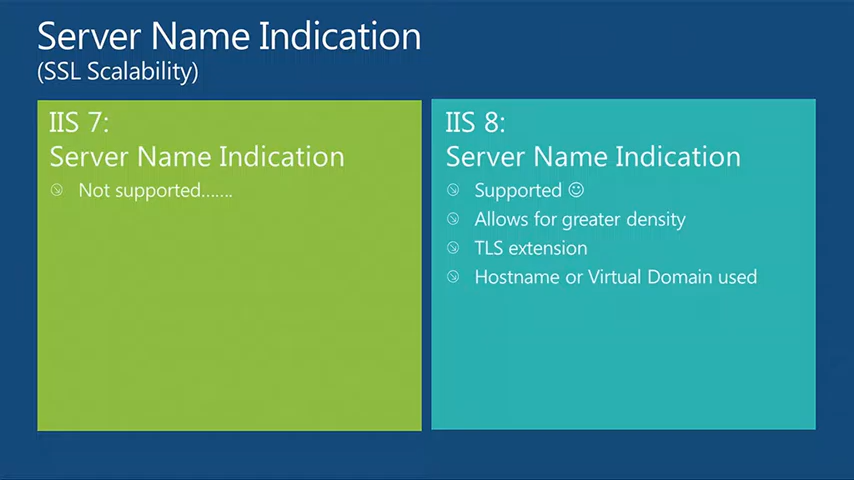 Server Name Indication
(SSL Scalability)
IIS 7:
Server Name Indication
Not supported.......
IIS 8:
Server Name Indication
Supported ☺
Allows for greater density
TLS extension
Hostname or Virtual Domain used